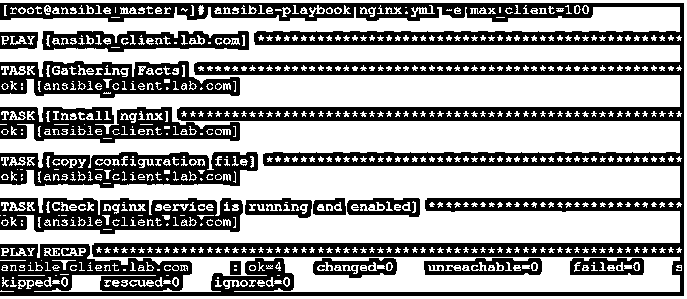 [root@ansible-master ~]# ansible-playbook nginx.yml -e max_client=100
PLAY [ansible_client.lab.com] ************************************************
TASK [Gathering Facts] *******************************************************
ok: [ansible_client.lab.com]
TASK [Install nginx] *********************************************************
ok: [ansible_client.lab.com]
TASK [copy configuration file] ***********************************************
ok: [ansible_client.lab.com]
TASK [Check nginx service is running and enabled] ****************************
ok: [ansible_client.lab.com]
PLAY RECAP *******************************************************************
ansible_client.lab.com : ok=4 changed=0 unreachable=0 failed=0 s
kipped=0 rescued=0 ignored=0